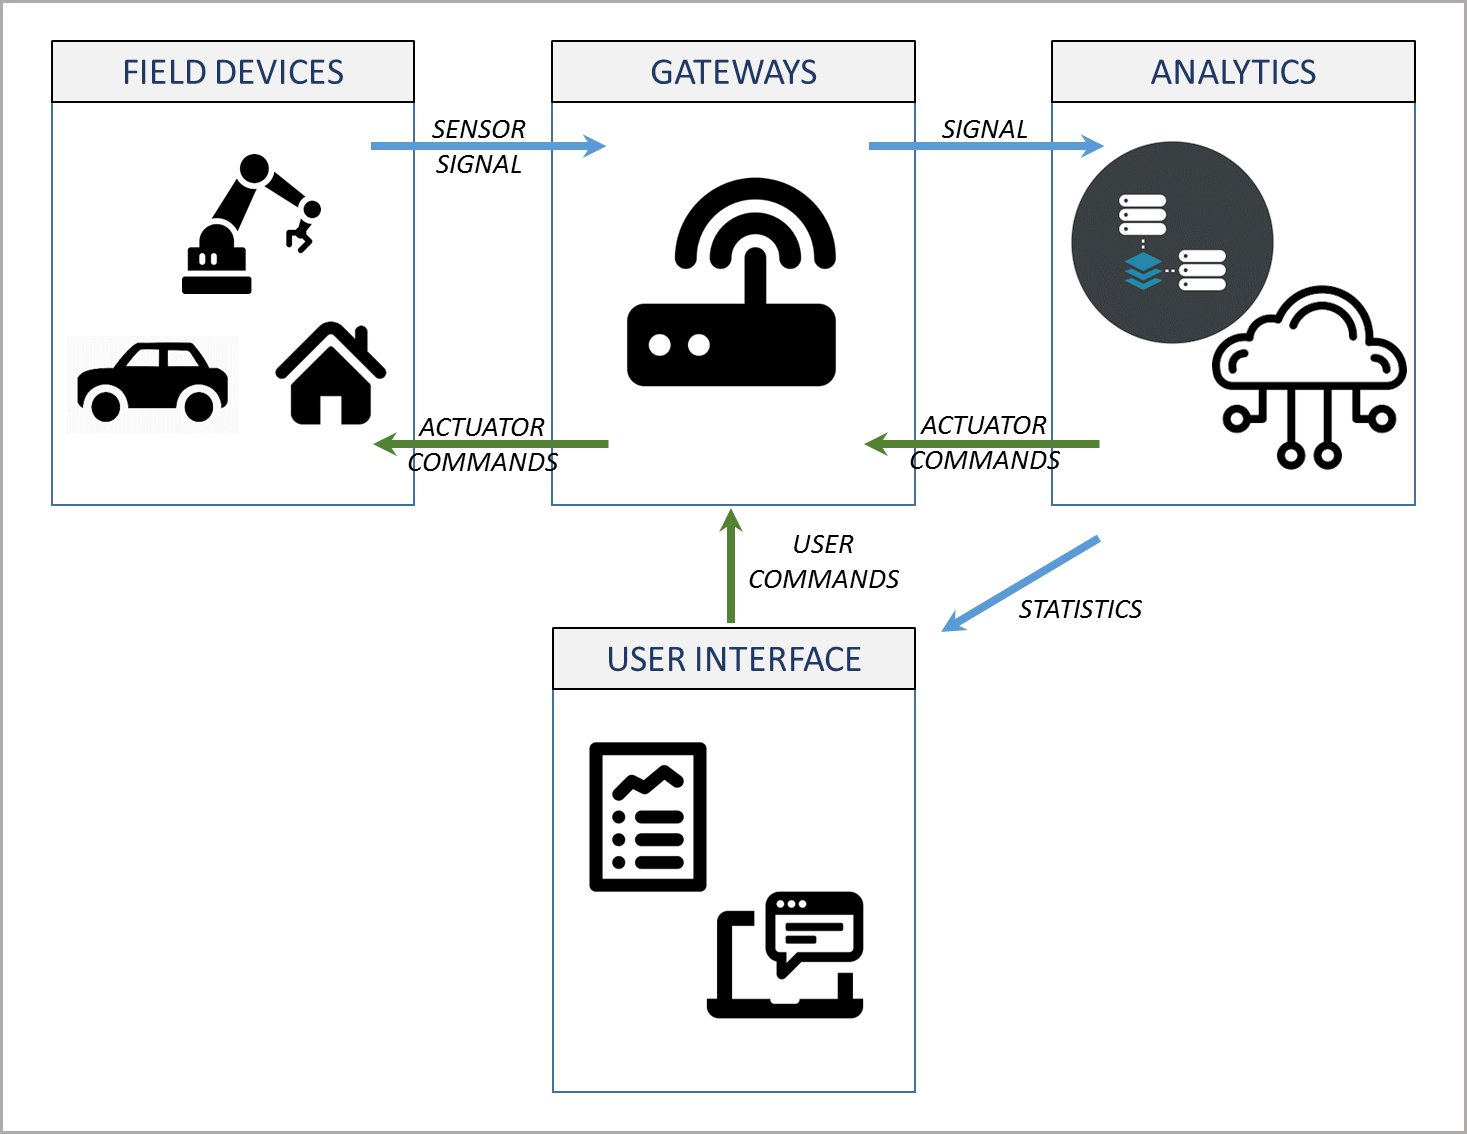 FIELD DEVICES
GATEWAYS
ANALYTICS
SENSOR
SIGNAL
SIGNAL
ACTUATOR
COMMANDS
ACTUATOR
COMMANDS
USER
COMMANDS
STATISTICS
USER INTERFACE